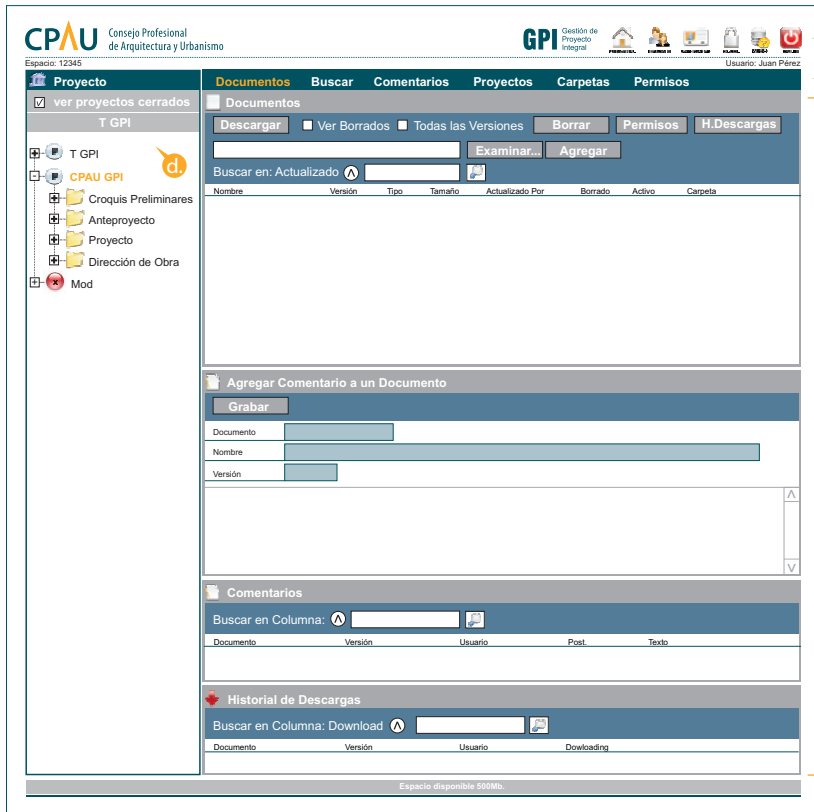 CPAU Consejo Profesional
de Arquitectura y Urbanismo
GPI Gestión de
Proyecto
Integral
Espacio: 12345
Usuario: Juan Pérez
Proyecto
ver proyectos cerrados
T GPI
T GPI
d.
CPAU GPI
Croquis Preliminares
Anteproyecto
Proyecto
Dirección de Obra
Mod
Documentos Buscar Comentarios Proyectos Carpetas Permisos
Documentos
Descargar Ver Borrados Todas las Versiones Borrar Permisos H.Descargas
Examinar... Agregar
Buscar en: Actualizado
Nombre Versión Tipo Tamaño Actualizado Por Borrado Activo Carpeta
Agregar Comentario a un Documento
Grabar
Documento
Nombre
Versión
Comentarios
Buscar en Columna:
Documento Versión Usuario Post. Texto
Historial de Descargas
Buscar en Columna: Download
Documento Versión Usuario Dowloading
Espacio disponible 500Mb.